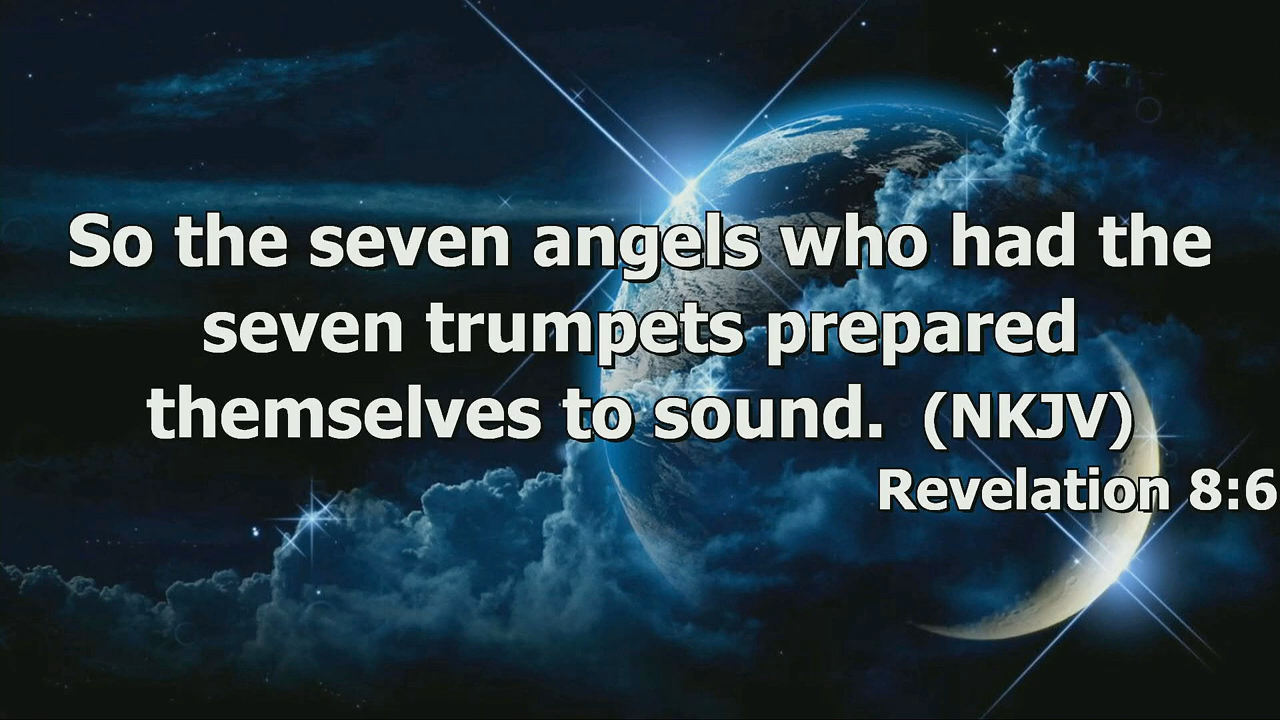 So the seven angels who had the
seven trumpets prepared
themselves to sound. (NKJV)
Revelation 8:6